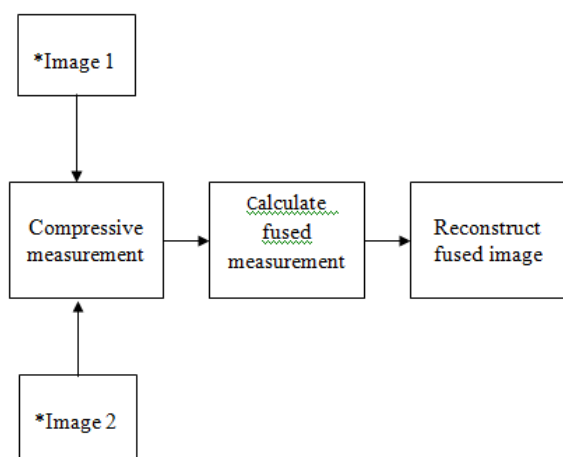 *Image 1
Compressive
measurement
Calculate
fused
measurement
Reconstruct
fused image
*Image 2